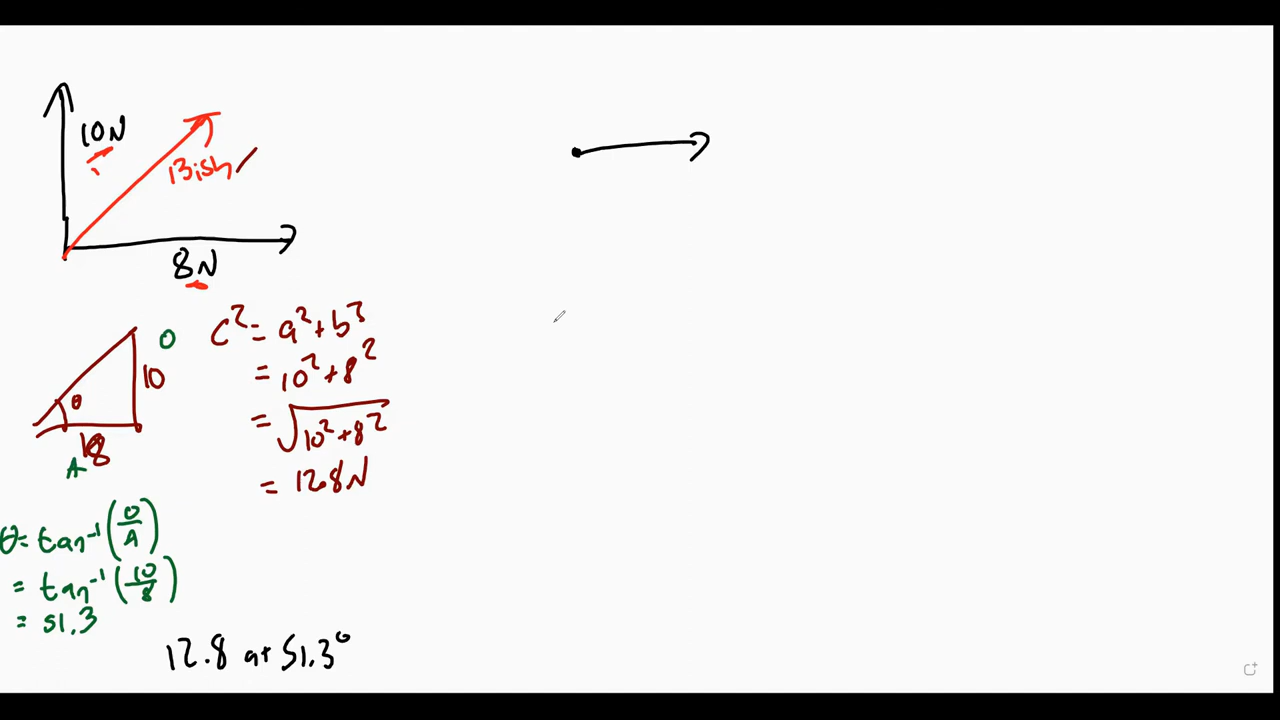 10N
13ish
8N
C² = a² + b²
O
= 10² + 8²
10
θ
= √10² + 8²
8
A
= 12.8N
θ = tan⁻¹(O/A)
= tan⁻¹(10/8)
= 51.3
12.8 at 51.3°